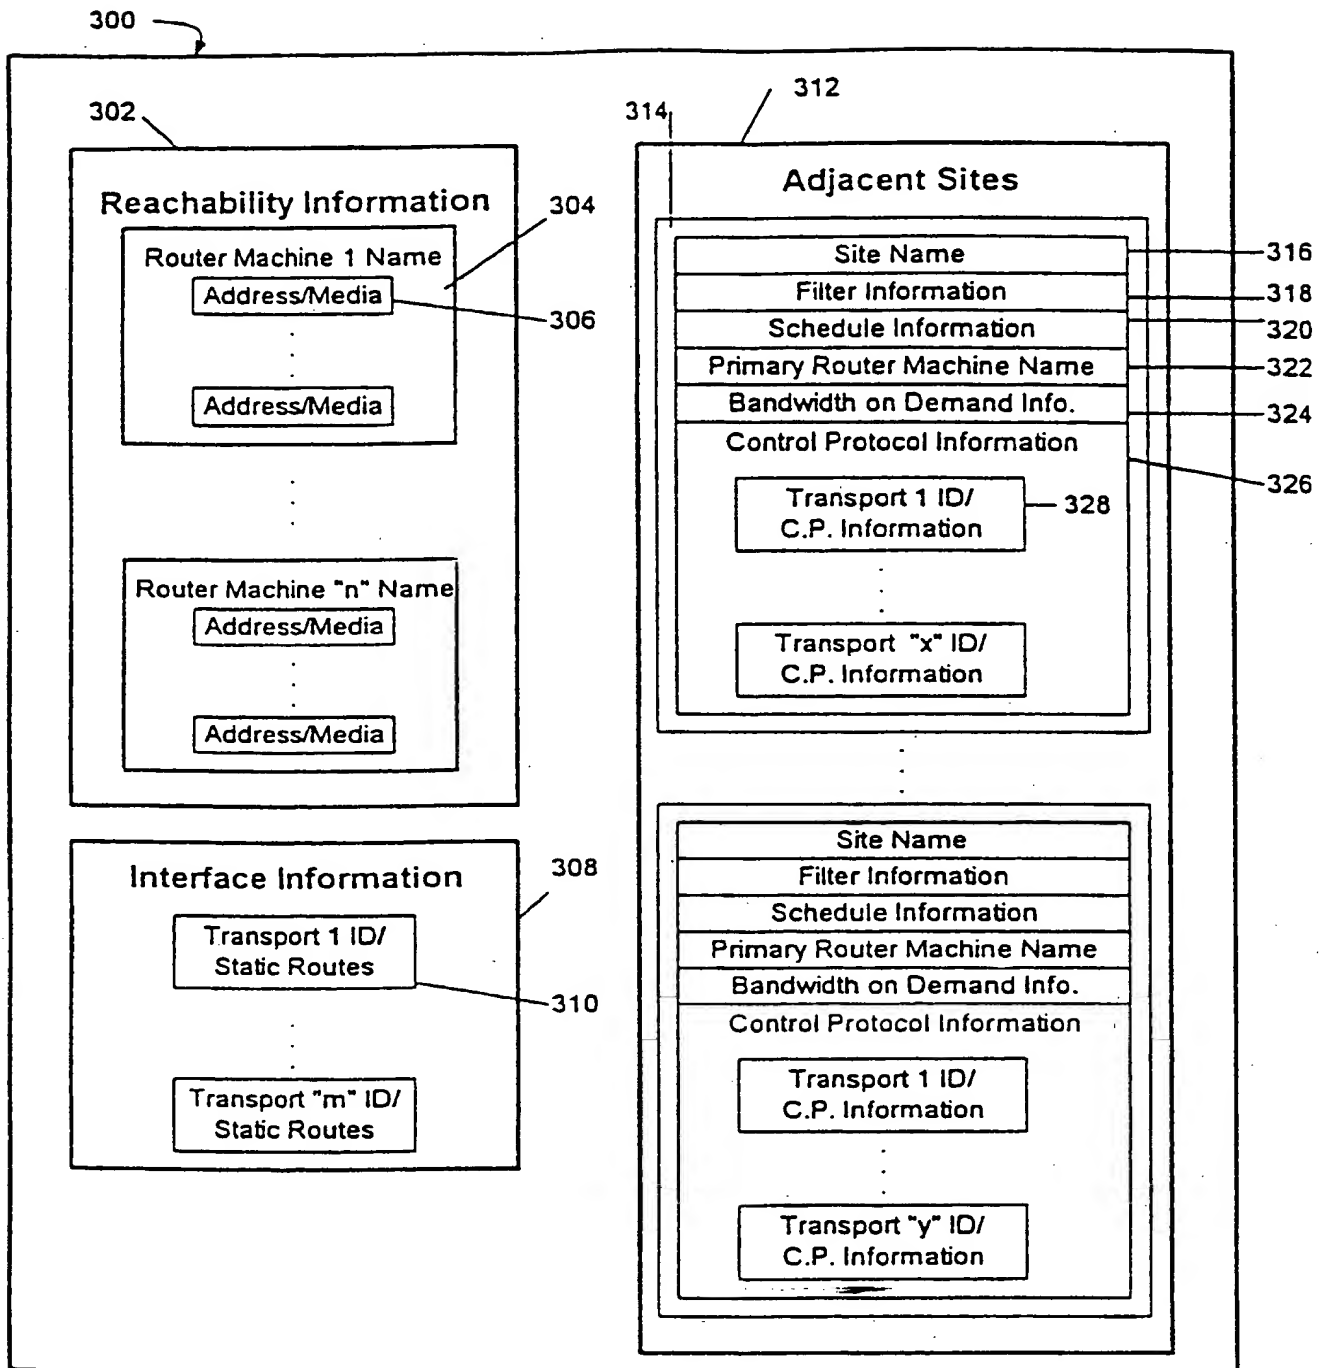 300
302
Reachability Information
304
Router Machine 1 Name
Address/Media
306
Address/Media
Router Machine "n" Name
Address/Media
Address/Media
Interface Information
308
Transport 1 ID/
Static Routes
310
Transport "m" ID/
Static Routes
312
314
Adjacent Sites
Site Name
316
Filter Information
318
Schedule Information
320
Primary Router Machine Name
322
Bandwidth on Demand Info.
324
Control Protocol Information
326
Transport 1 ID/
C.P. Information
328
Transport "x" ID/
C.P. Information
Site Name
Filter Information
Schedule Information
Primary Router Machine Name
Bandwidth on Demand Info.
Control Protocol Information
Transport 1 ID/
C.P. Information
Transport "y" ID/
C.P. Information